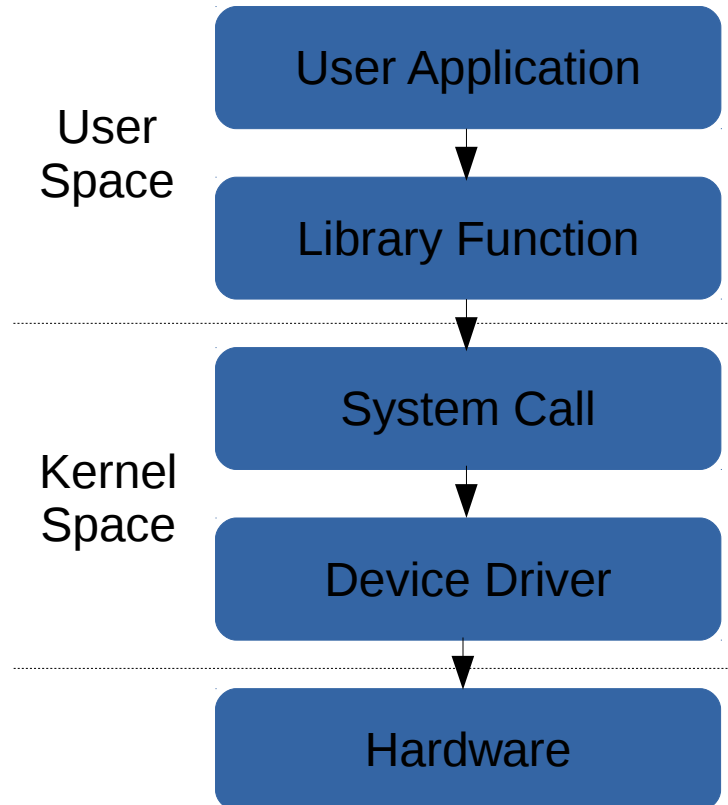 User Application
User
Space
Library Function
System Call
Kernel
Space
Device Driver
Hardware